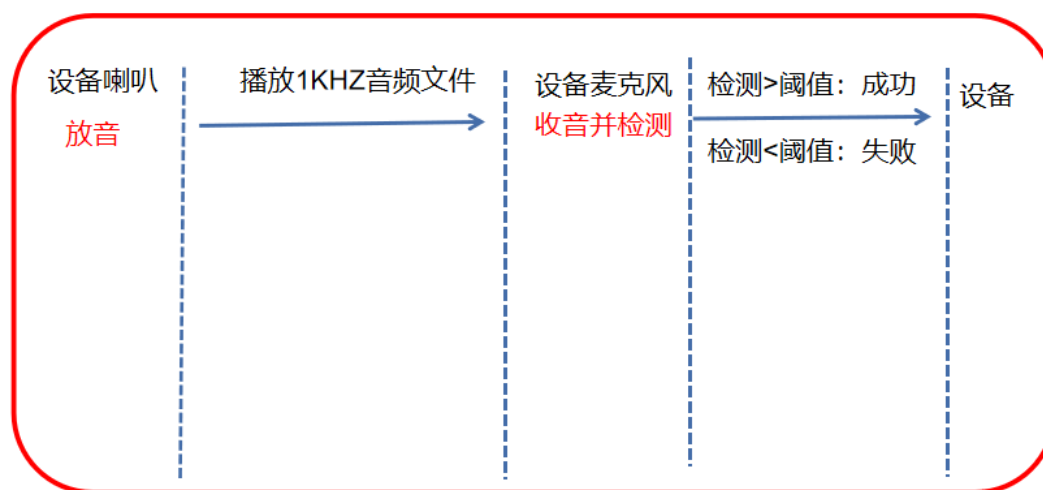 设备喇叭
放音
播放1KHZ音频文件
设备麦克风
收音并检测
检测>阈值：成功
检测<阈值：失败
设备